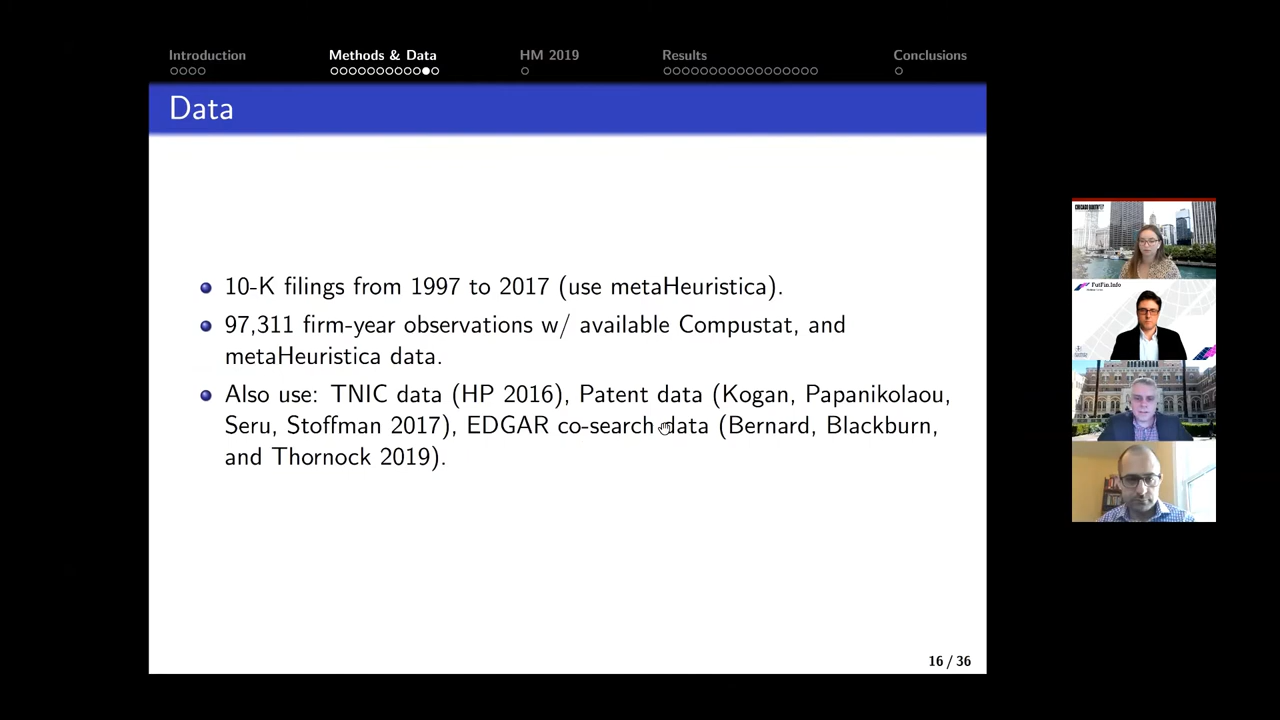 Introduction
Methods & Data
HM 2019
Results
Conclusions
Data
10-K filings from 1997 to 2017 (use metaHeuristica).
97,311 firm-year observations w/ available Compustat, and
metaHeuristica data.
Also use: TNIC data (HP 2016), Patent data (Kogan, Papanikolaou,
Seru, Stoffman 2017), EDGAR co-search data (Bernard, Blackburn,
and Thornock 2019).
16 / 36
FutFin.Info